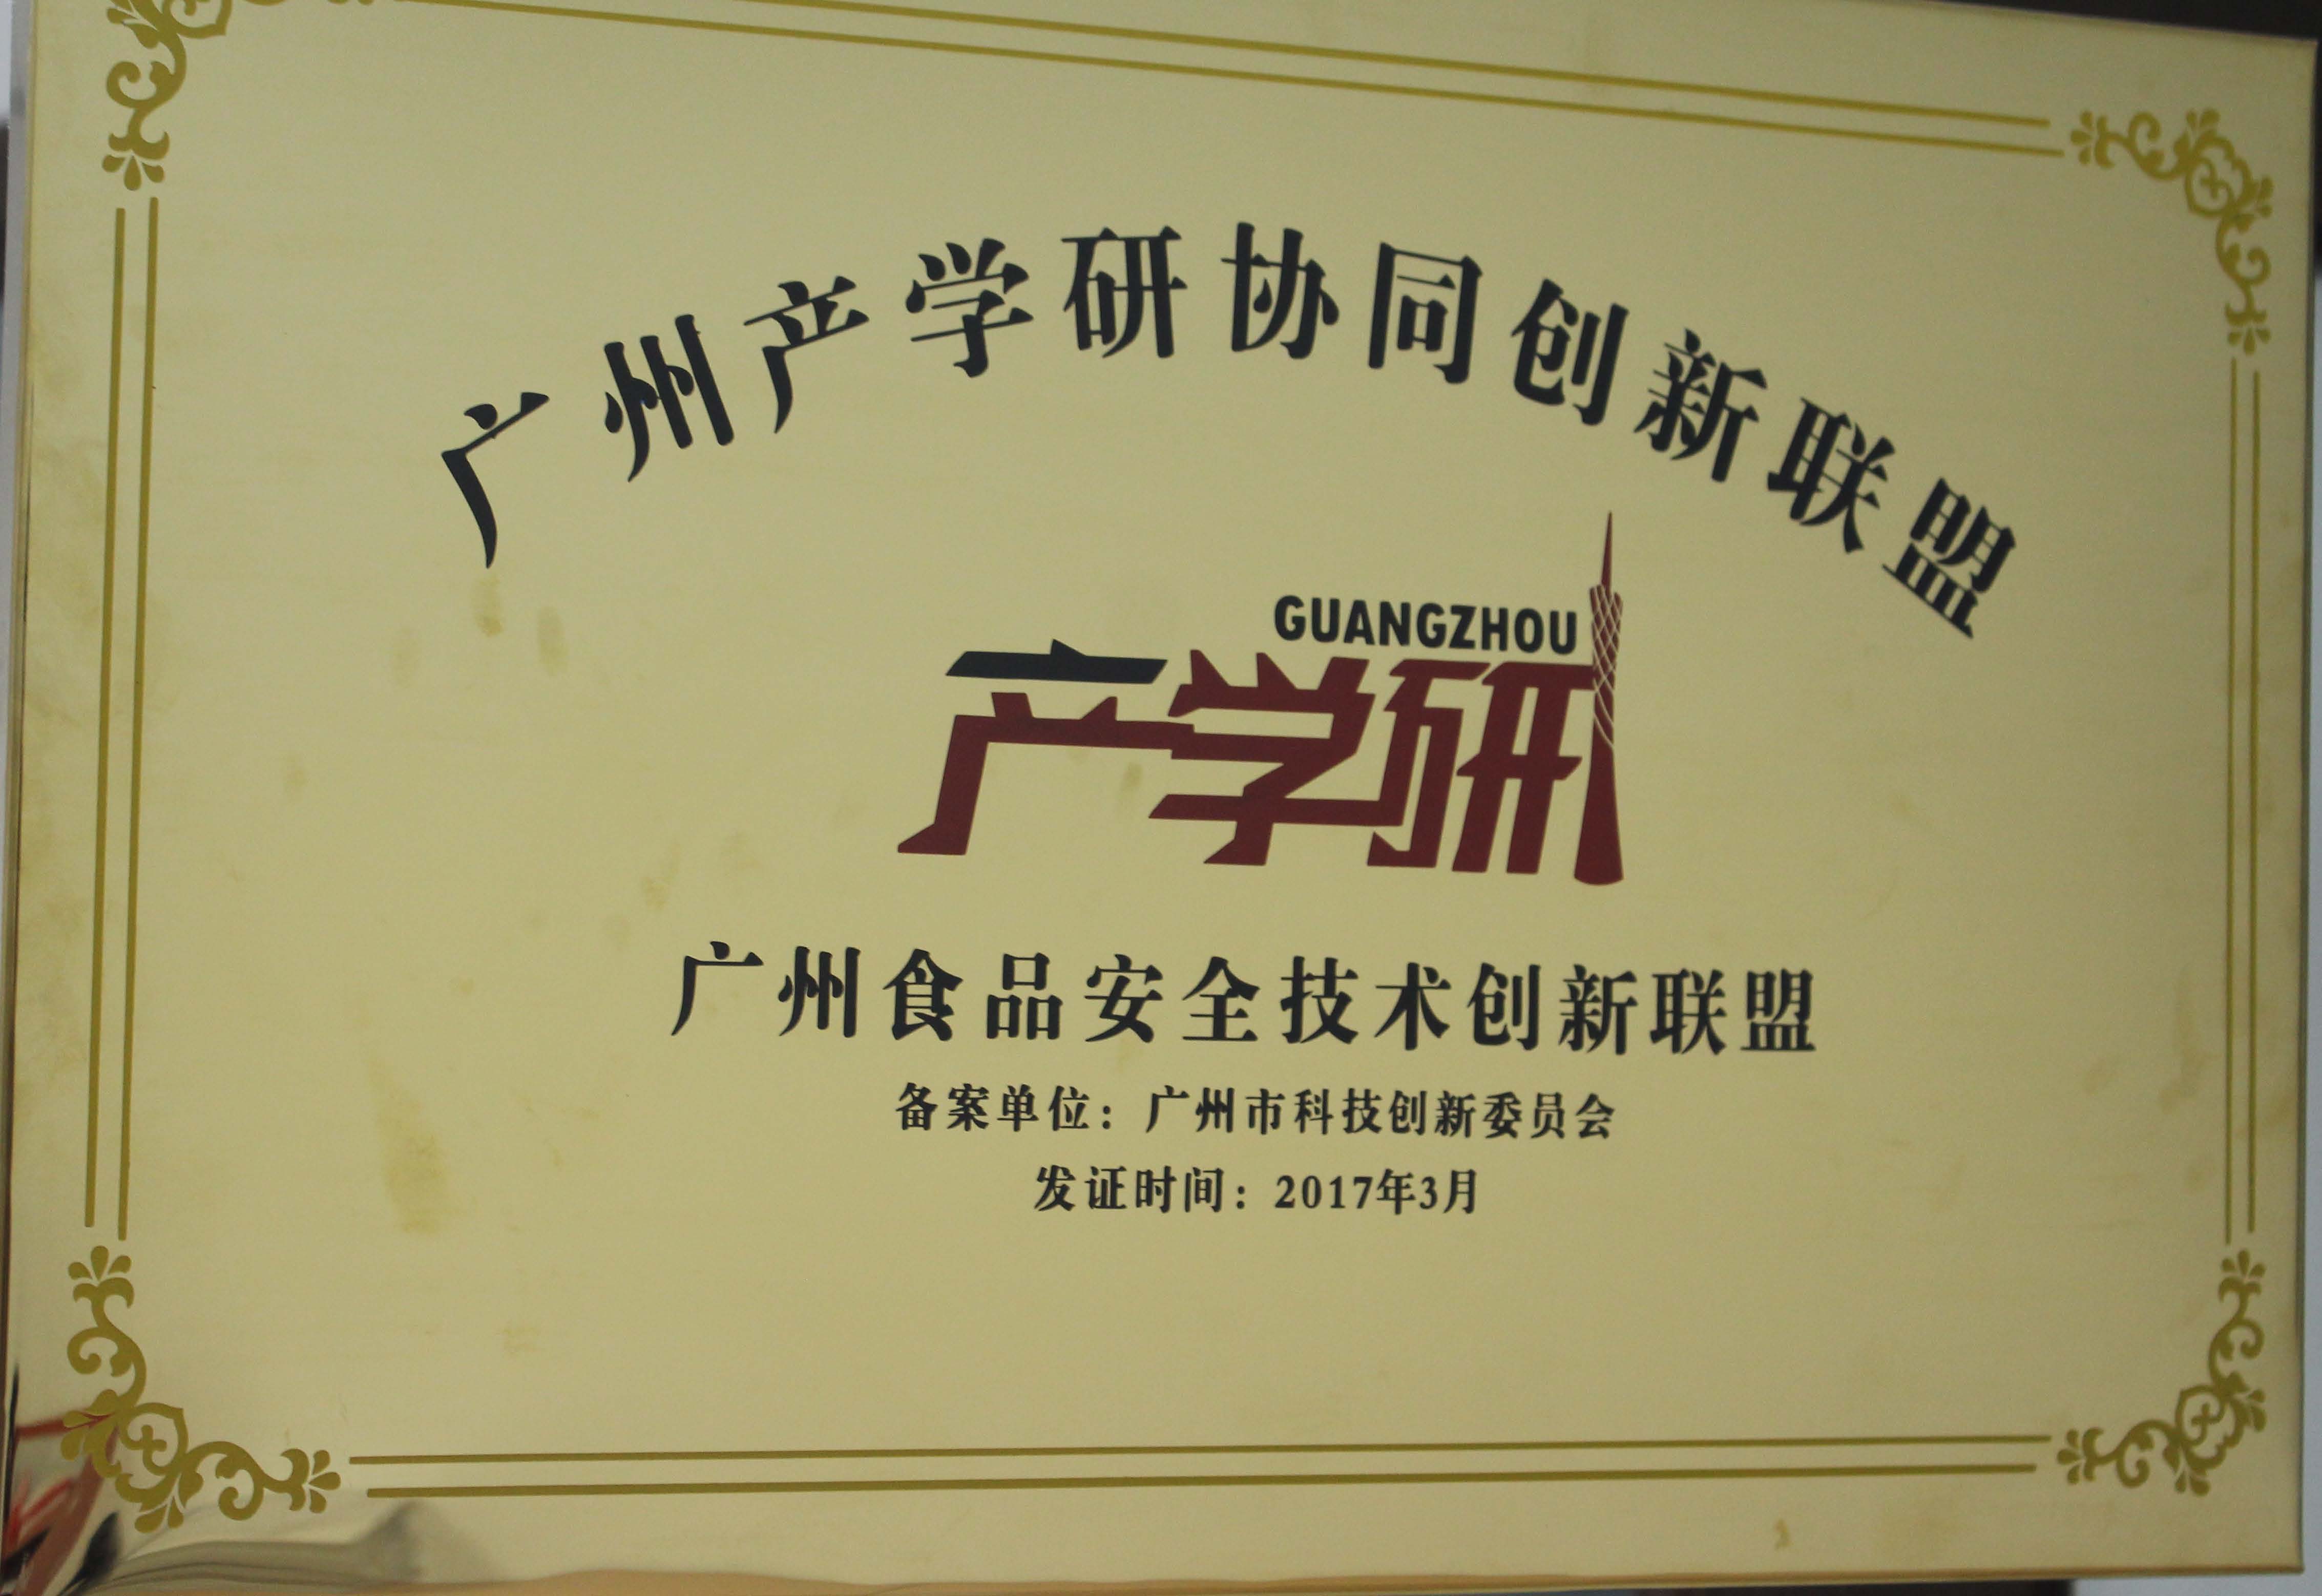 广州产学研协同创新联盟
GUANGZHOU
产学研
广州食品安全技术创新联盟
备案单位：广州市科技创新委员会
发证时间：2017年3月